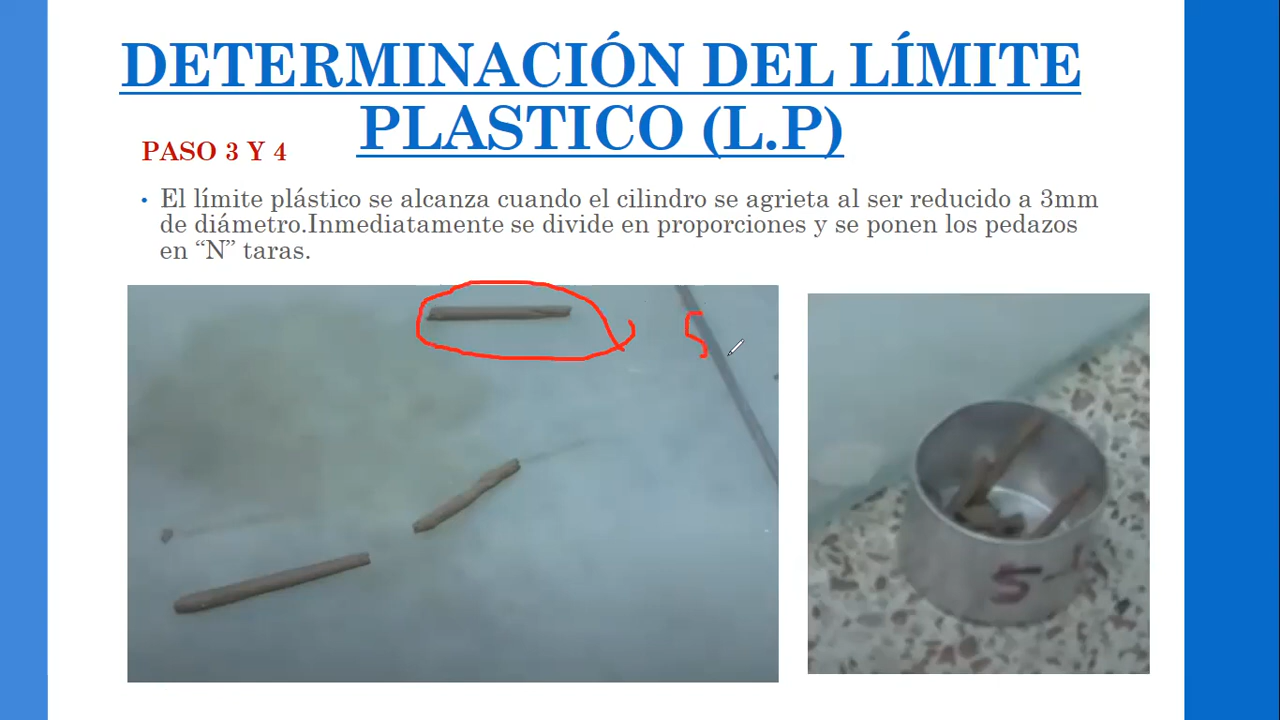 DETERMINACIÓN DEL LÍMITE
PLASTICO (L.P)
PASO 3 Y 4
• El límite plástico se alcanza cuando el cilindro se agrieta al ser reducido a 3mm
de diámetro.Inmediatamente se divide en proporciones y se ponen los pedazos
en “N” taras.